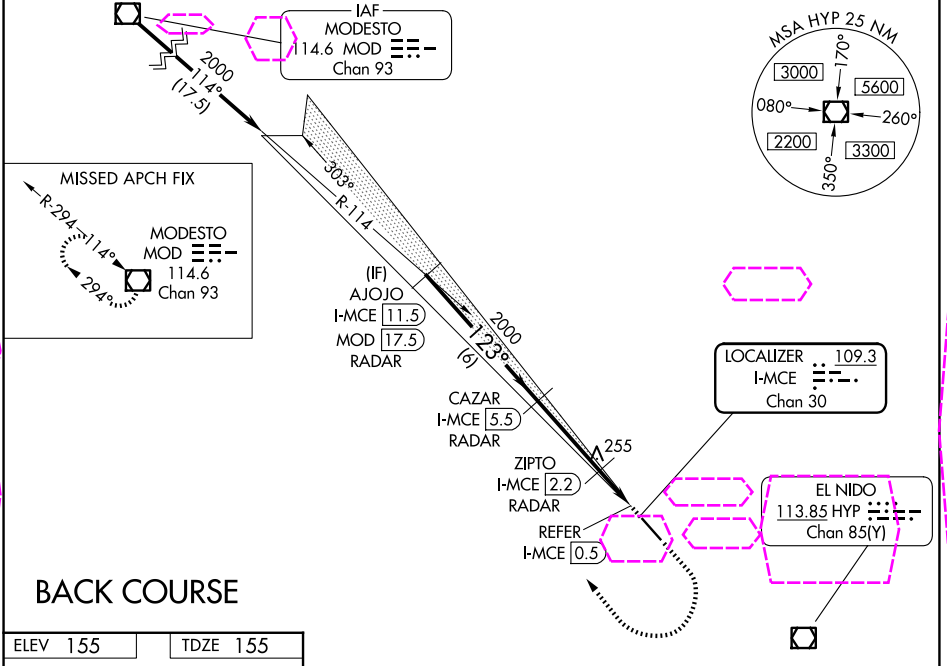 IAF
MODESTO
114.6 MOD
Chan 93
2000
114°
(17.5)
MSA HYP 25 NM
3000
170°
5600
080°
260°
2200
350°
3300
303°
R-114
MISSED APCH FIX
R-294
114°
MODESTO
MOD
114.6
Chan 93
294°
(IF)
AJOJO
I-MCE 11.5
MOD 17.5
RADAR
2000
123°
(6)
LOCALIZER 109.3
I-MCE
Chan 30
CAZAR
I-MCE 5.5
RADAR
255
ZIPTO
I-MCE 2.2
RADAR
EL NIDO
113.85 HYP
Chan 85(Y)
REFER
I-MCE 0.5
BACK COURSE
ELEV 155
TDZE 155